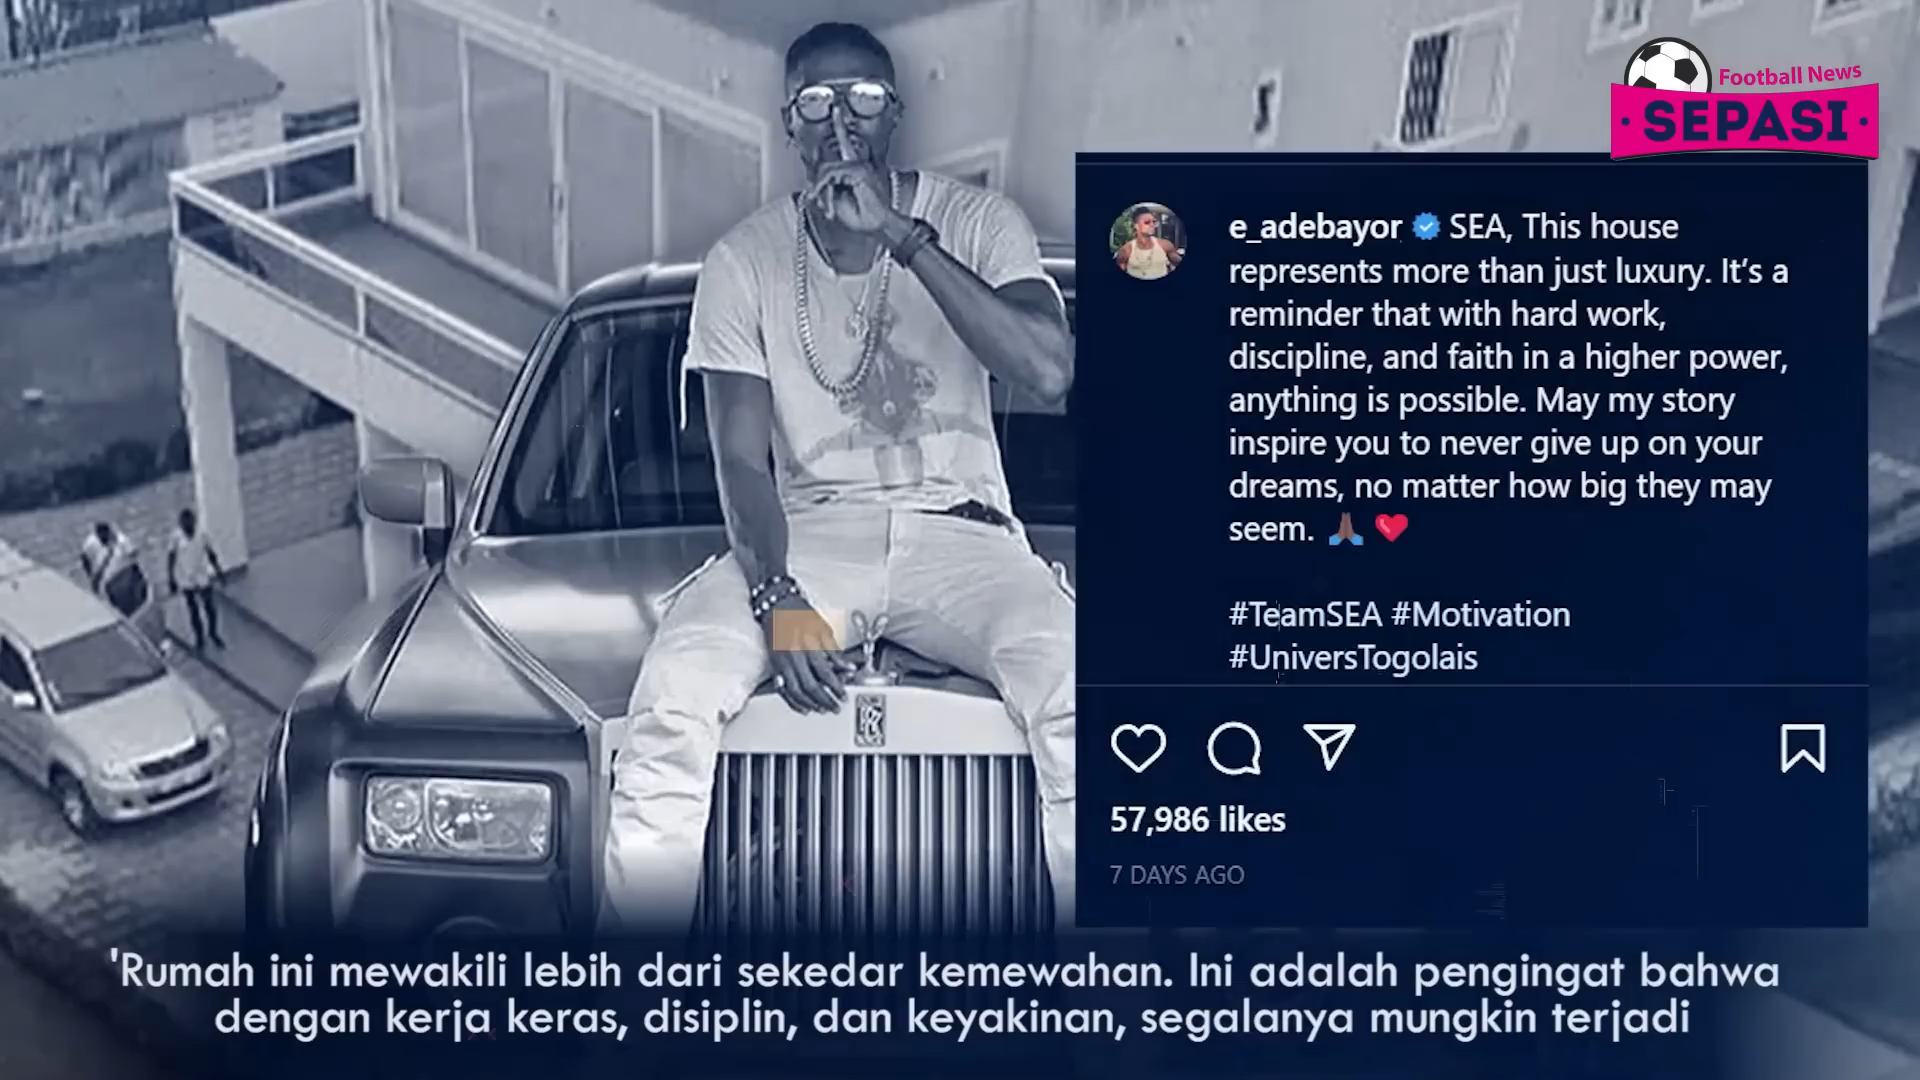 Football News
· SEPASI ·
e_adebayor SEA, This house
represents more than just luxury. It’s a
reminder that with hard work,
discipline, and faith in a higher power,
anything is possible. May my story
inspire you to never give up on your
dreams, no matter how big they may
seem. 🙏🏾 ❤️
#TeamSEA #Motivation
#UniversTogolais
57,986 likes
7 DAYS AGO
'Rumah ini mewakili lebih dari sekedar kemewahan. Ini adalah pengingat bahwa
dengan kerja keras, disiplin, dan keyakinan, segalanya mungkin terjadi